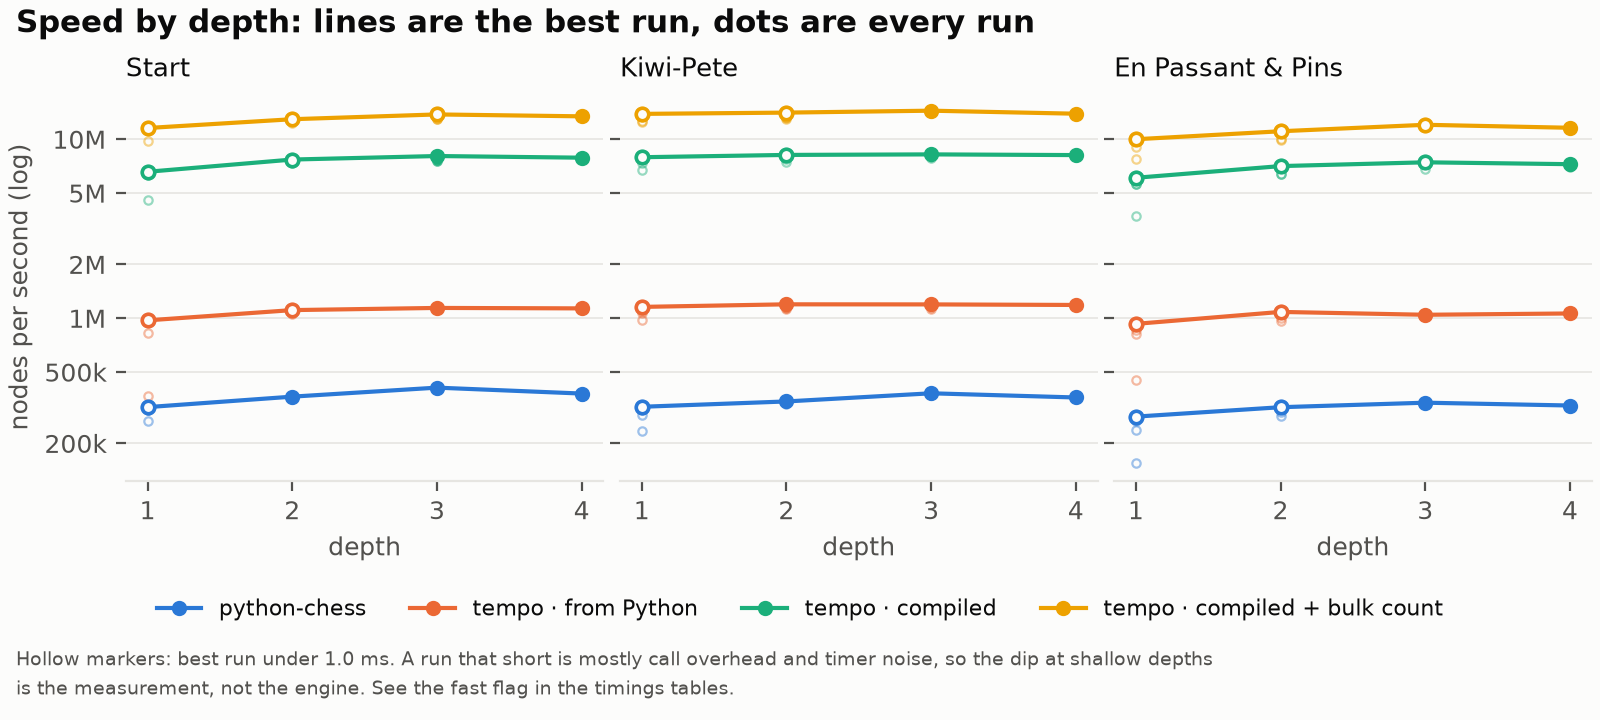 Speed by depth: lines are the best run, dots are every run
Start
Kiwi-Pete
En Passant & Pins
nodes per second (log)
10M
5M
2M
1M
500k
200k
1 2 3 4
1 2 3 4
1 2 3 4
depth
depth
depth
python-chess
tempo · from Python
tempo · compiled
tempo · compiled + bulk count
Hollow markers: best run under 1.0 ms. A run that short is mostly call overhead and timer noise, so the dip at shallow depths
is the measurement, not the engine. See the fast flag in the timings tables.